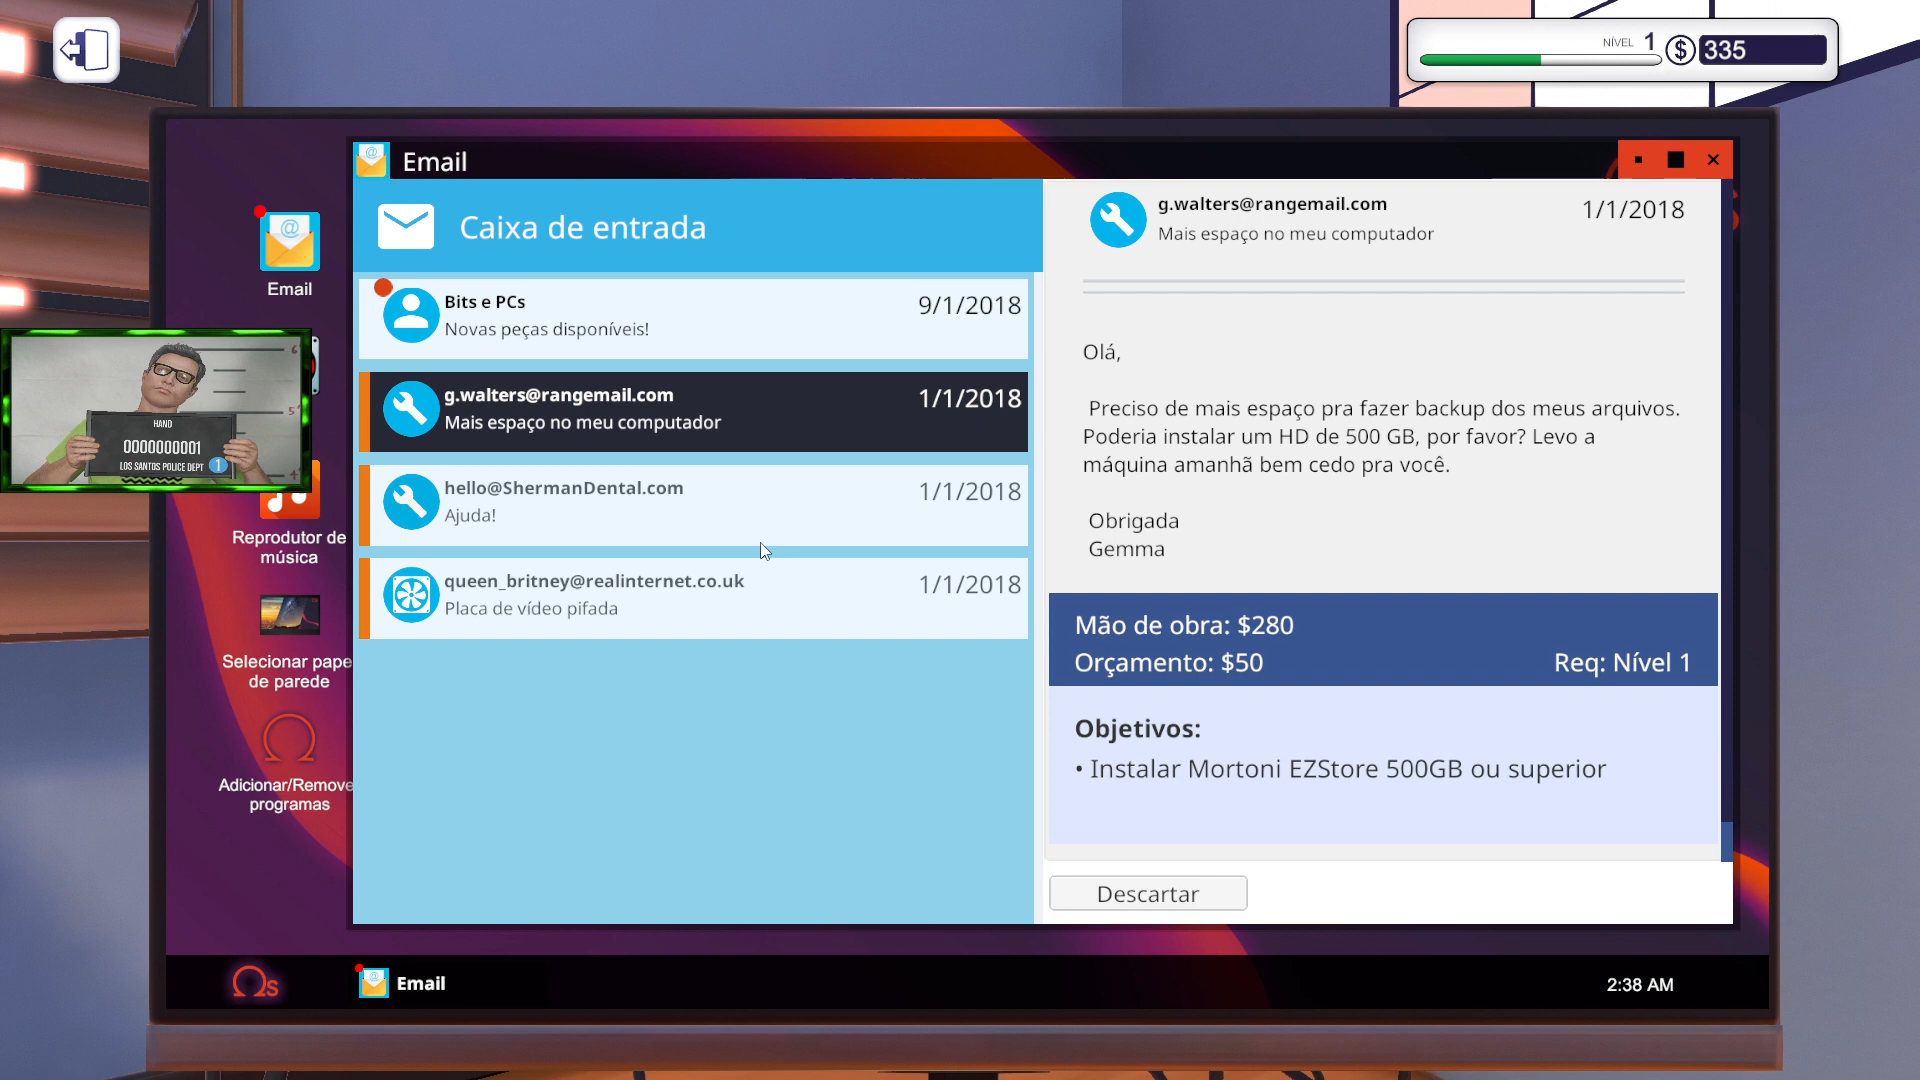 NÍVEL 1
$ 335
Email
Caixa de entrada
Bits e PCs
9/1/2018
Novas peças disponíveis!
g.walters@rangemail.com
1/1/2018
Mais espaço no meu computador
hello@ShermanDental.com
1/1/2018
Ajuda!
queen_britney@realinternet.co.uk
1/1/2018
Placa de vídeo pifada
g.walters@rangemail.com
1/1/2018
Mais espaço no meu computador
Olá,
Preciso de mais espaço pra fazer backup dos meus arquivos.
Poderia instalar um HD de 500 GB, por favor? Levo a
máquina amanhã bem cedo pra você.
Obrigada
Gemma
Mão de obra: $280
Orçamento: $50
Req: Nível 1
Objetivos:
• Instalar Mortoni EZStore 500GB ou superior
Descartar
Email
HAND
0000000001
LOS SANTOS POLICE DEPT
1
Reprodutor de
música
Selecionar pape
de parede
Adicionar/Remove
programas
Ωs
Email
2:38 AM